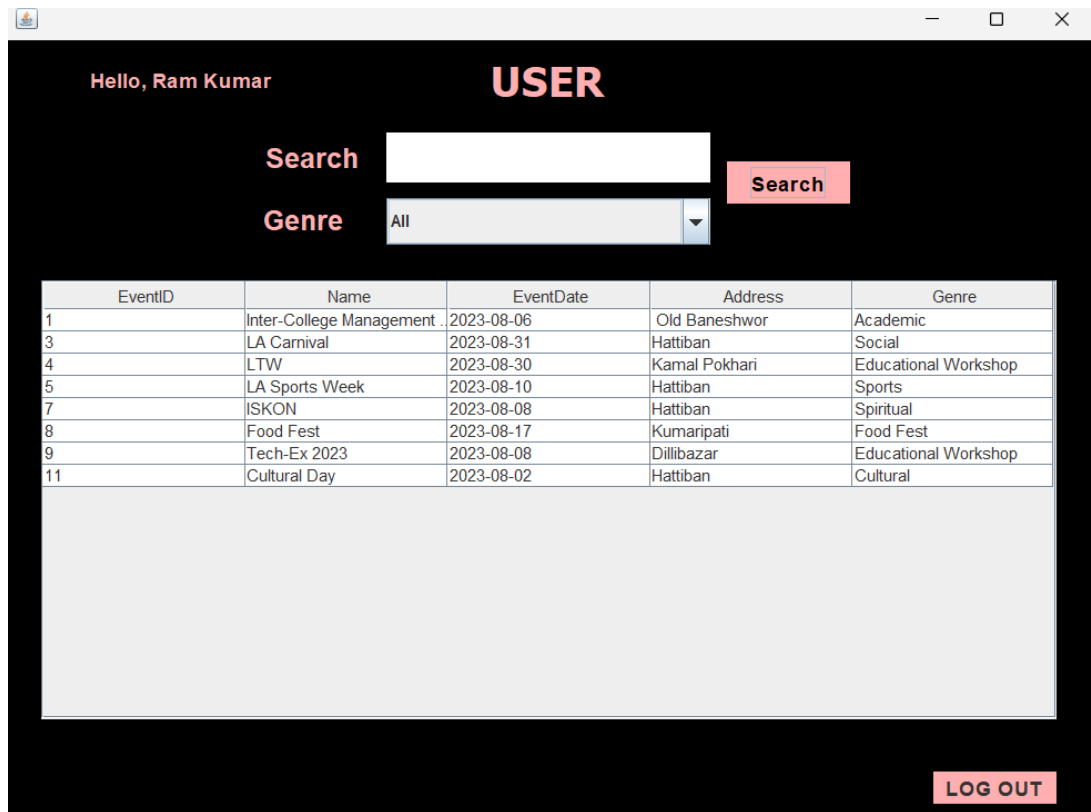 Hello, Ram Kumar
USER
Search
Search
Genre
All
EventID Name EventDate Address Genre
1 Inter-College Management .. 2023-08-06 Old Baneshwor Academic
3 LA Carnival 2023-08-31 Hattiban Social
4 LTW 2023-08-30 Kamal Pokhari Educational Workshop
5 LA Sports Week 2023-08-10 Hattiban Sports
7 ISKON 2023-08-08 Hattiban Spiritual
8 Food Fest 2023-08-17 Kumaripati Food Fest
9 Tech-Ex 2023 2023-08-08 Dillibazar Educational Workshop
11 Cultural Day 2023-08-02 Hattiban Cultural
LOG OUT